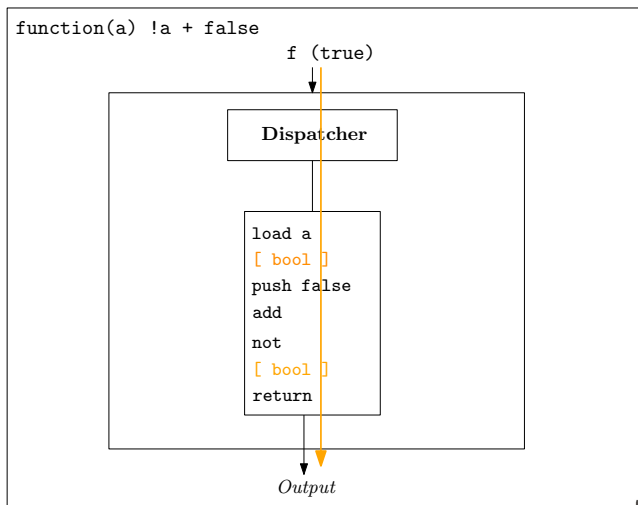 function(a) !a + false
f (true)
Dispatcher
load a
[ bool ]
push false
add
not
[ bool ]
return
Output